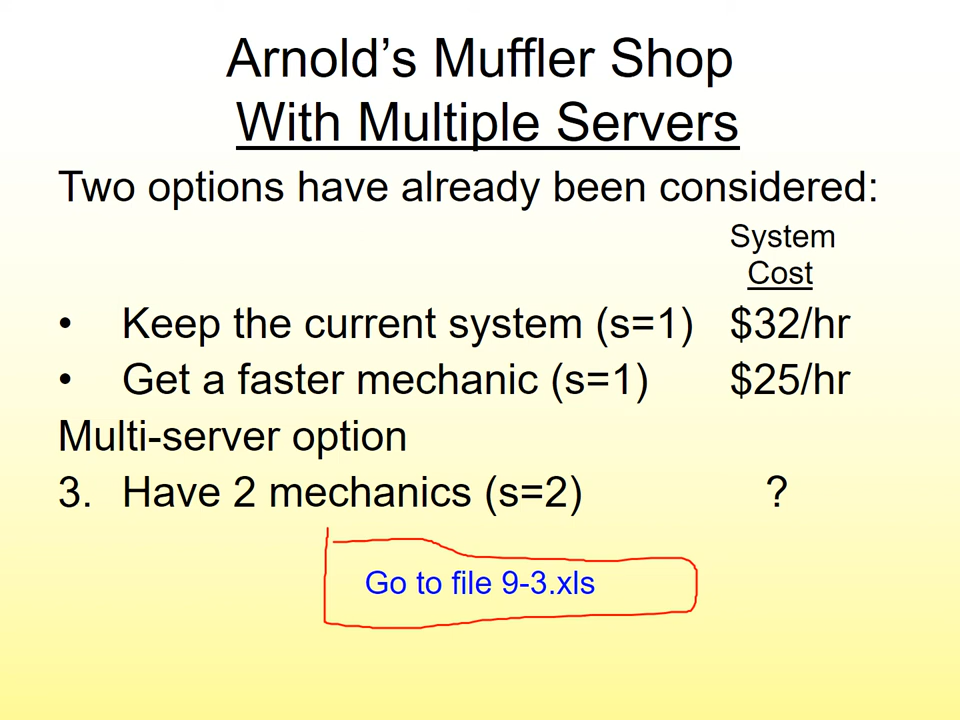 Arnold’s Muffler Shop
With Multiple Servers
Two options have already been considered:
System
Cost
• Keep the current system (s=1) $32/hr
• Get a faster mechanic (s=1) $25/hr
Multi-server option
3. Have 2 mechanics (s=2) ?
Go to file 9-3.xls